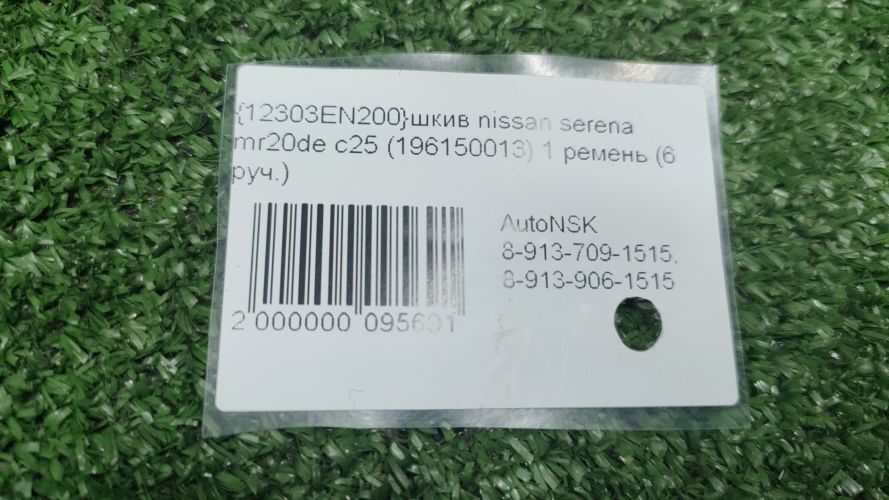 {12303EN200}шкив nissan serena
mr20de c25 (196150013) 1 ремень (6
руч.)
AutoNSK
8-913-709-1515,
8-913-906-1515
2 000000 095691